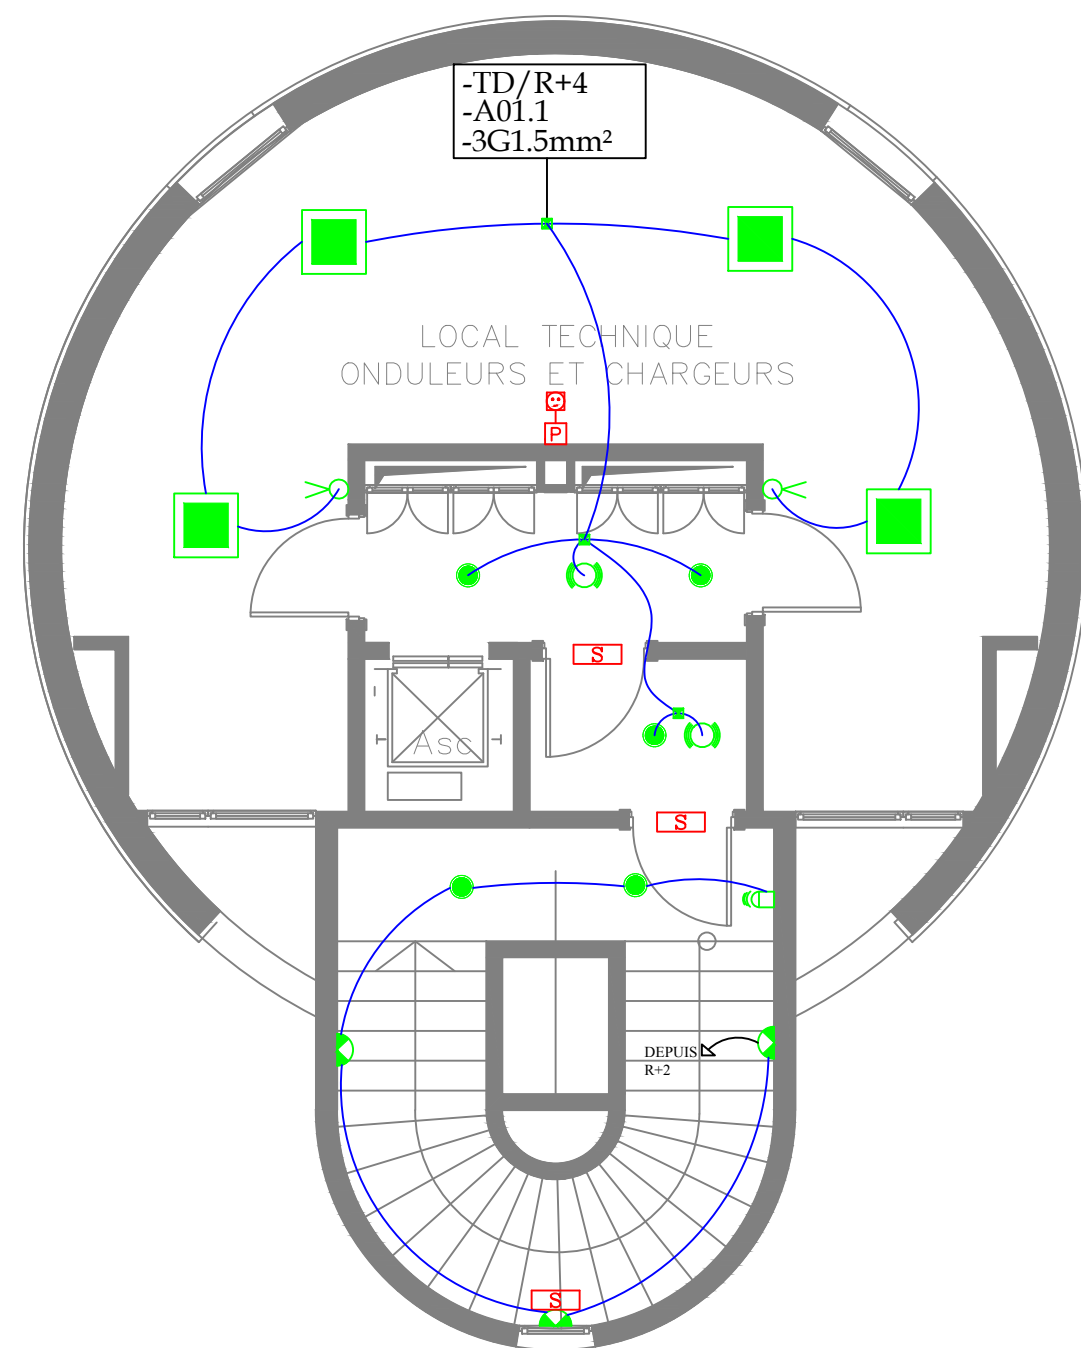 -TD/R+4
-A01.1
-3G1.5mm²
LOCAL TECHNIQUE
ONDULEURS ET CHARGEURS
P
S
Asc
S
DEPUIS
R+2
S